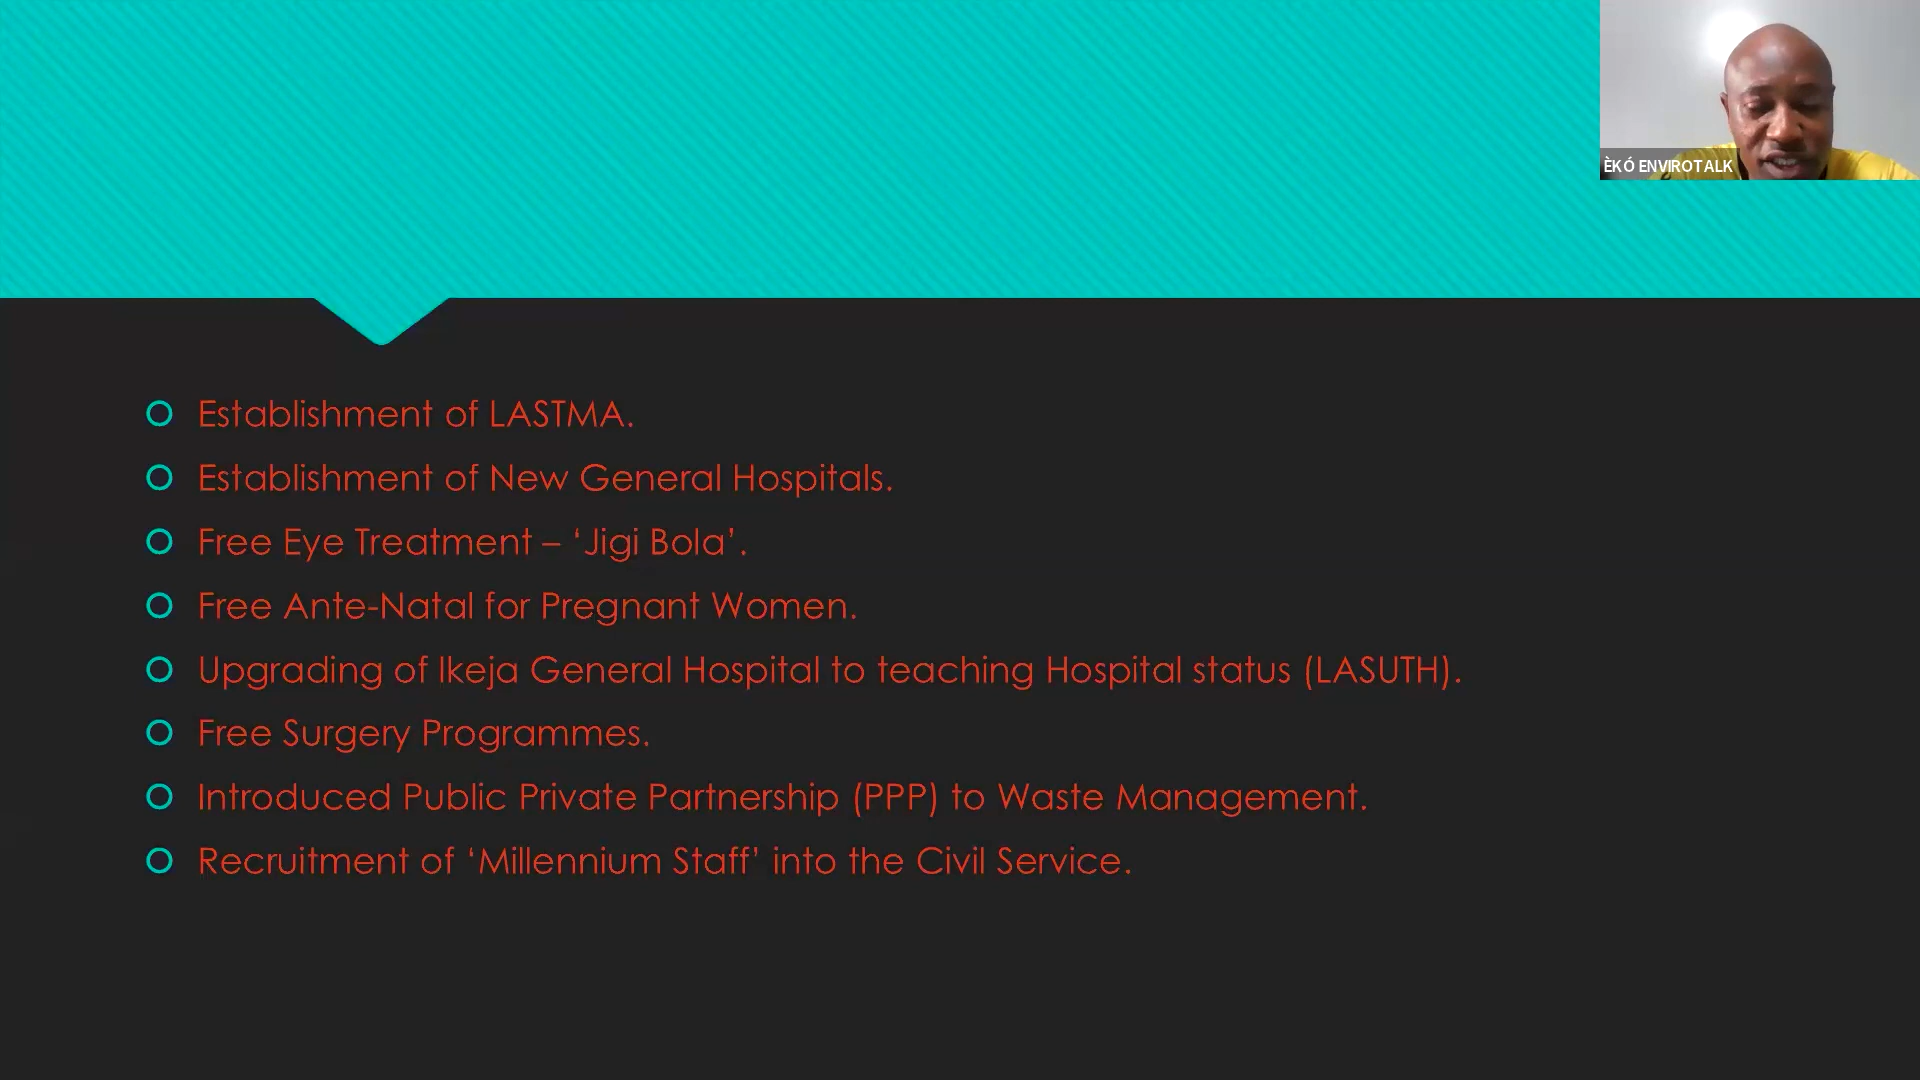 ÈKÓ ENVIROTALK
Establishment of LASTMA.
Establishment of New General Hospitals.
Free Eye Treatment – ‘Jigi Bola’.
Free Ante-Natal for Pregnant Women.
Upgrading of Ikeja General Hospital to teaching Hospital status (LASUTH).
Free Surgery Programmes.
Introduced Public Private Partnership (PPP) to Waste Management.
Recruitment of ‘Millennium Staff’ into the Civil Service.